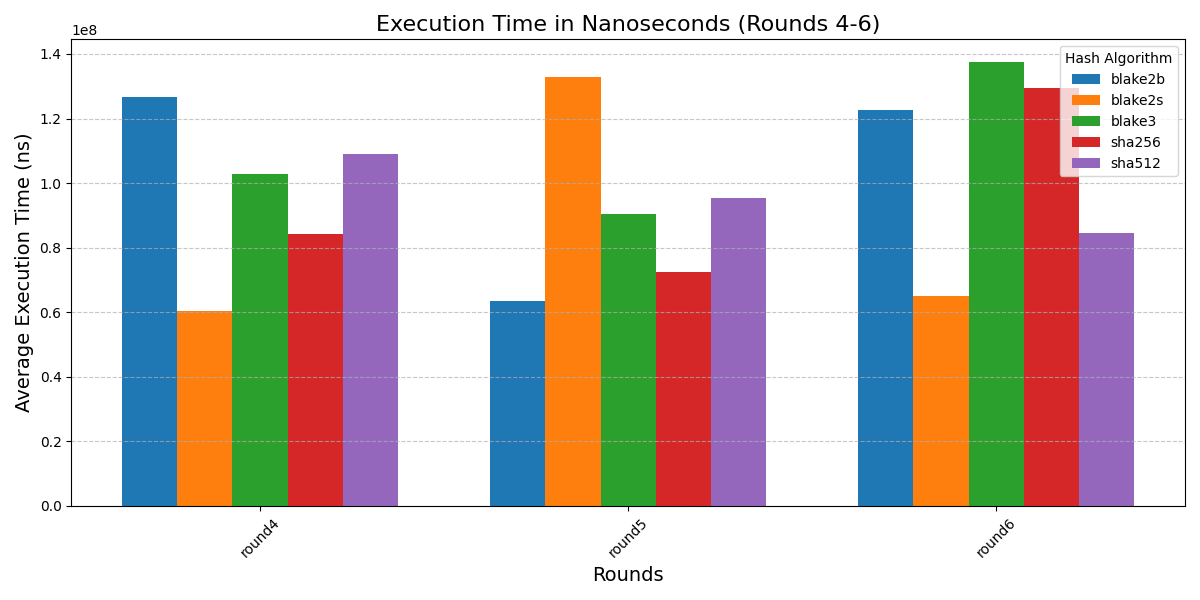 Execution Time in Nanoseconds (Rounds 4-6)
1e8
1.4
1.2
1.0
0.8
0.6
0.4
0.2
0.0
Average Execution Time (ns)
Hash Algorithm
blake2b
blake2s
blake3
sha256
sha512
round4
round5
round6
Rounds